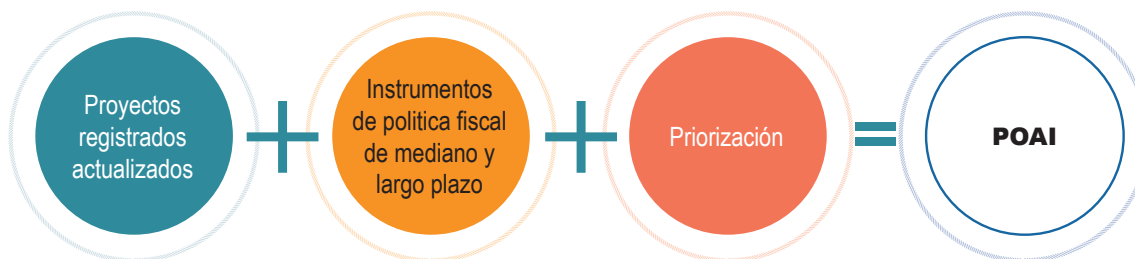 Proyectos
registrados
actualizados
Instrumentos
de politica fiscal
de mediano y
largo plazo
Priorización
POAI